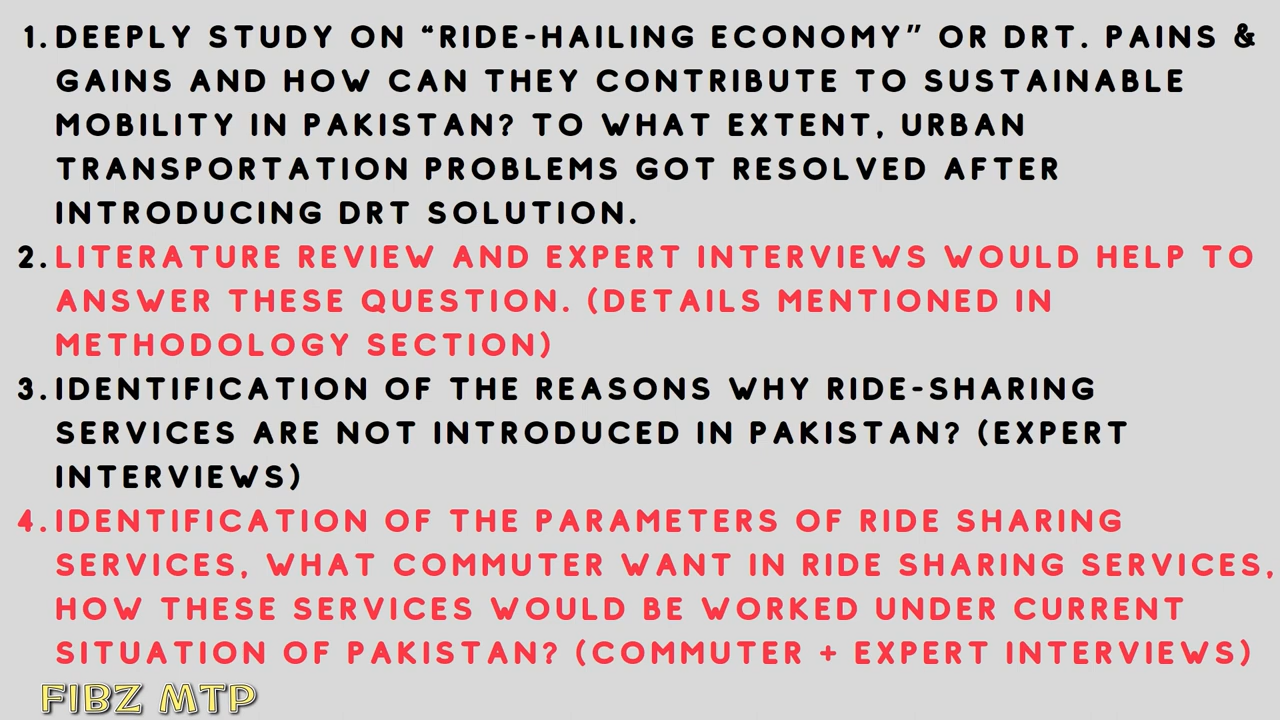 1. DEEPLY STUDY ON “RIDE-HAILING ECONOMY” OR DRT. PAINS &
GAINS AND HOW CAN THEY CONTRIBUTE TO SUSTAINABLE
MOBILITY IN PAKISTAN? TO WHAT EXTENT, URBAN
TRANSPORTATION PROBLEMS GOT RESOLVED AFTER
INTRODUCING DRT SOLUTION.
2. LITERATURE REVIEW AND EXPERT INTERVIEWS WOULD HELP TO
ANSWER THESE QUESTION. (DETAILS MENTIONED IN
METHODOLOGY SECTION)
3. IDENTIFICATION OF THE REASONS WHY RIDE-SHARING
SERVICES ARE NOT INTRODUCED IN PAKISTAN? (EXPERT
INTERVIEWS)
4. IDENTIFICATION OF THE PARAMETERS OF RIDE SHARING
SERVICES, WHAT COMMUTER WANT IN RIDE SHARING SERVICES,
HOW THESE SERVICES WOULD BE WORKED UNDER CURRENT
SITUATION OF PAKISTAN? (COMMUTER + EXPERT INTERVIEWS)
FIBZ MTP